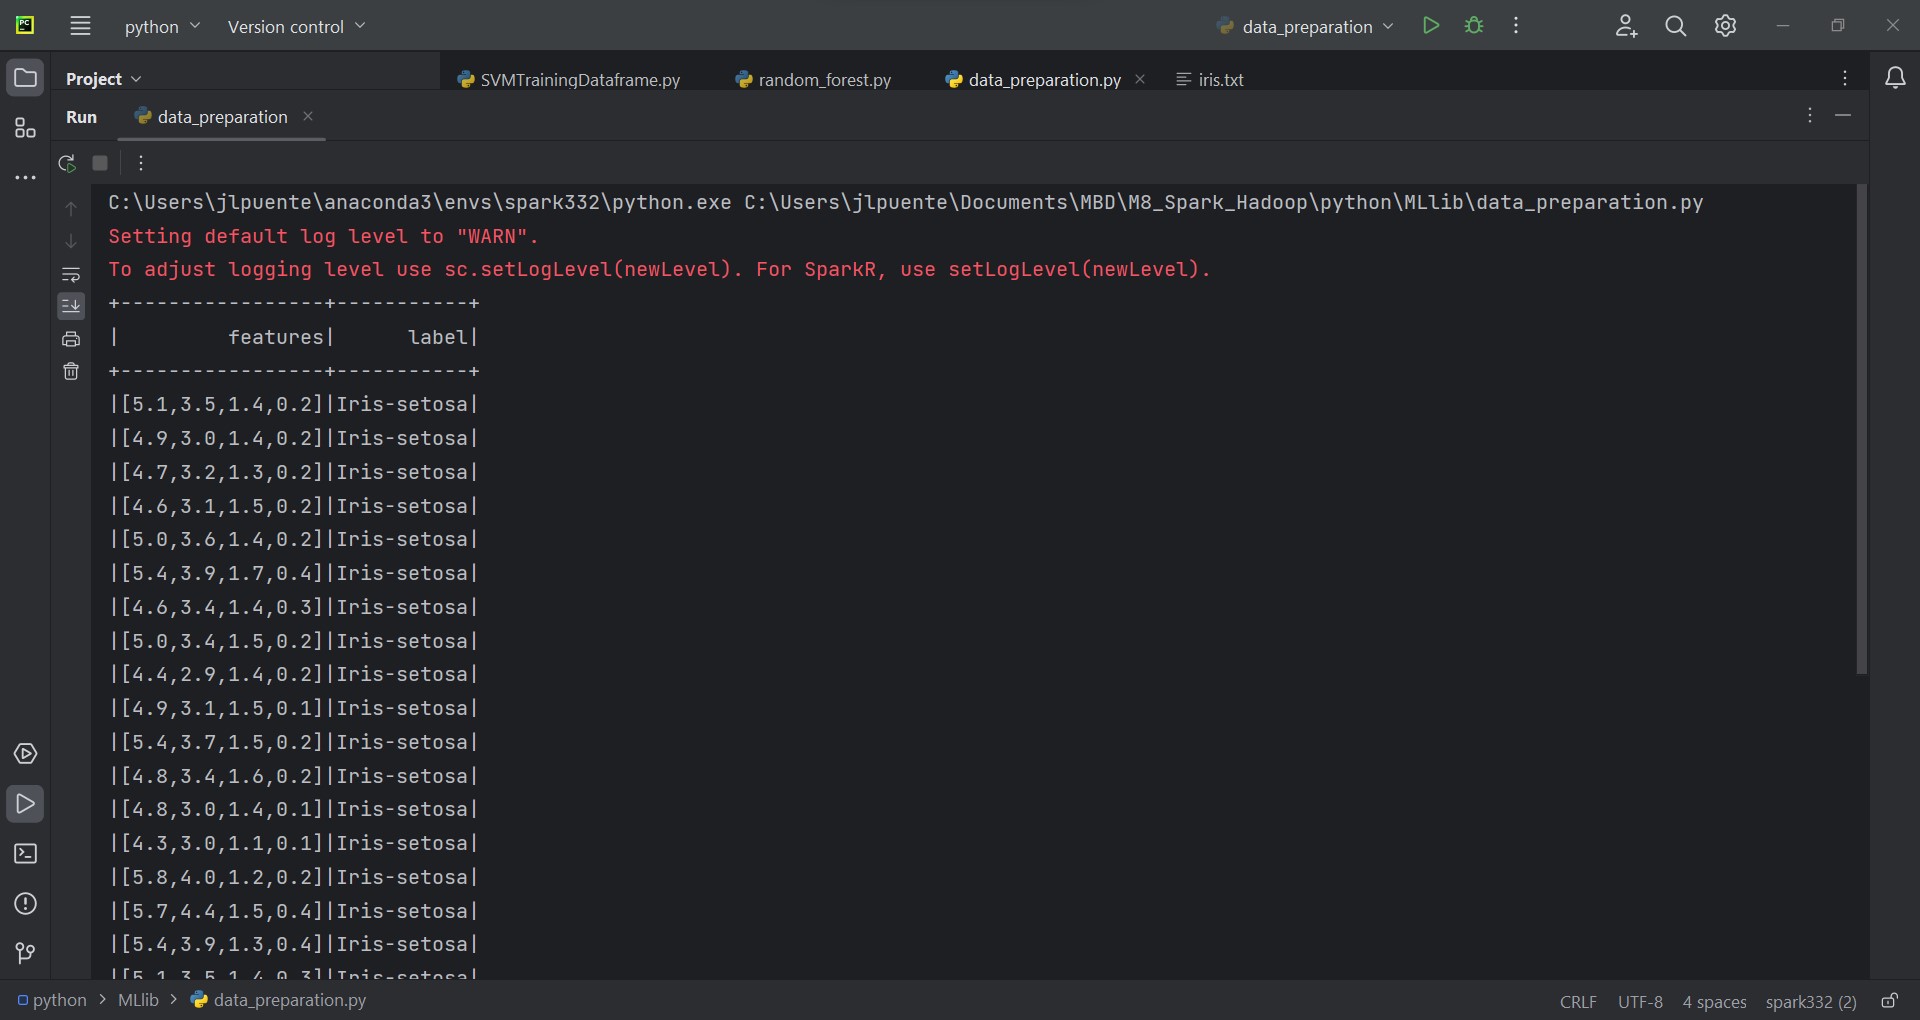 PC python Version control data_preparation
Project SVMTrainingDataframe.py random_forest.py data_preparation.py iris.txt
Run data_preparation
C:\Users\jlpuente\anaconda3\envs\spark332\python.exe C:\Users\jlpuente\Documents\MBD\M8_Spark_Hadoop\python\MLlib\data_preparation.py
Setting default log level to "WARN".
To adjust logging level use sc.setLogLevel(newLevel). For SparkR, use setLogLevel(newLevel).
+-----------------+-----------+
|         features|      label|
+-----------------+-----------+
|[5.1,3.5,1.4,0.2]|Iris-setosa|
|[4.9,3.0,1.4,0.2]|Iris-setosa|
|[4.7,3.2,1.3,0.2]|Iris-setosa|
|[4.6,3.1,1.5,0.2]|Iris-setosa|
|[5.0,3.6,1.4,0.2]|Iris-setosa|
|[5.4,3.9,1.7,0.4]|Iris-setosa|
|[4.6,3.4,1.4,0.3]|Iris-setosa|
|[5.0,3.4,1.5,0.2]|Iris-setosa|
|[4.4,2.9,1.4,0.2]|Iris-setosa|
|[4.9,3.1,1.5,0.1]|Iris-setosa|
|[5.4,3.7,1.5,0.2]|Iris-setosa|
|[4.8,3.4,1.6,0.2]|Iris-setosa|
|[4.8,3.0,1.4,0.1]|Iris-setosa|
|[4.3,3.0,1.1,0.1]|Iris-setosa|
|[5.8,4.0,1.2,0.2]|Iris-setosa|
|[5.7,4.4,1.5,0.4]|Iris-setosa|
|[5.4,3.9,1.3,0.4]|Iris-setosa|
|[5.1,3.5,1.4,0.3]|Iris-setosa|
python > MLlib > data_preparation.py CRLF UTF-8 4 spaces spark332 (2)